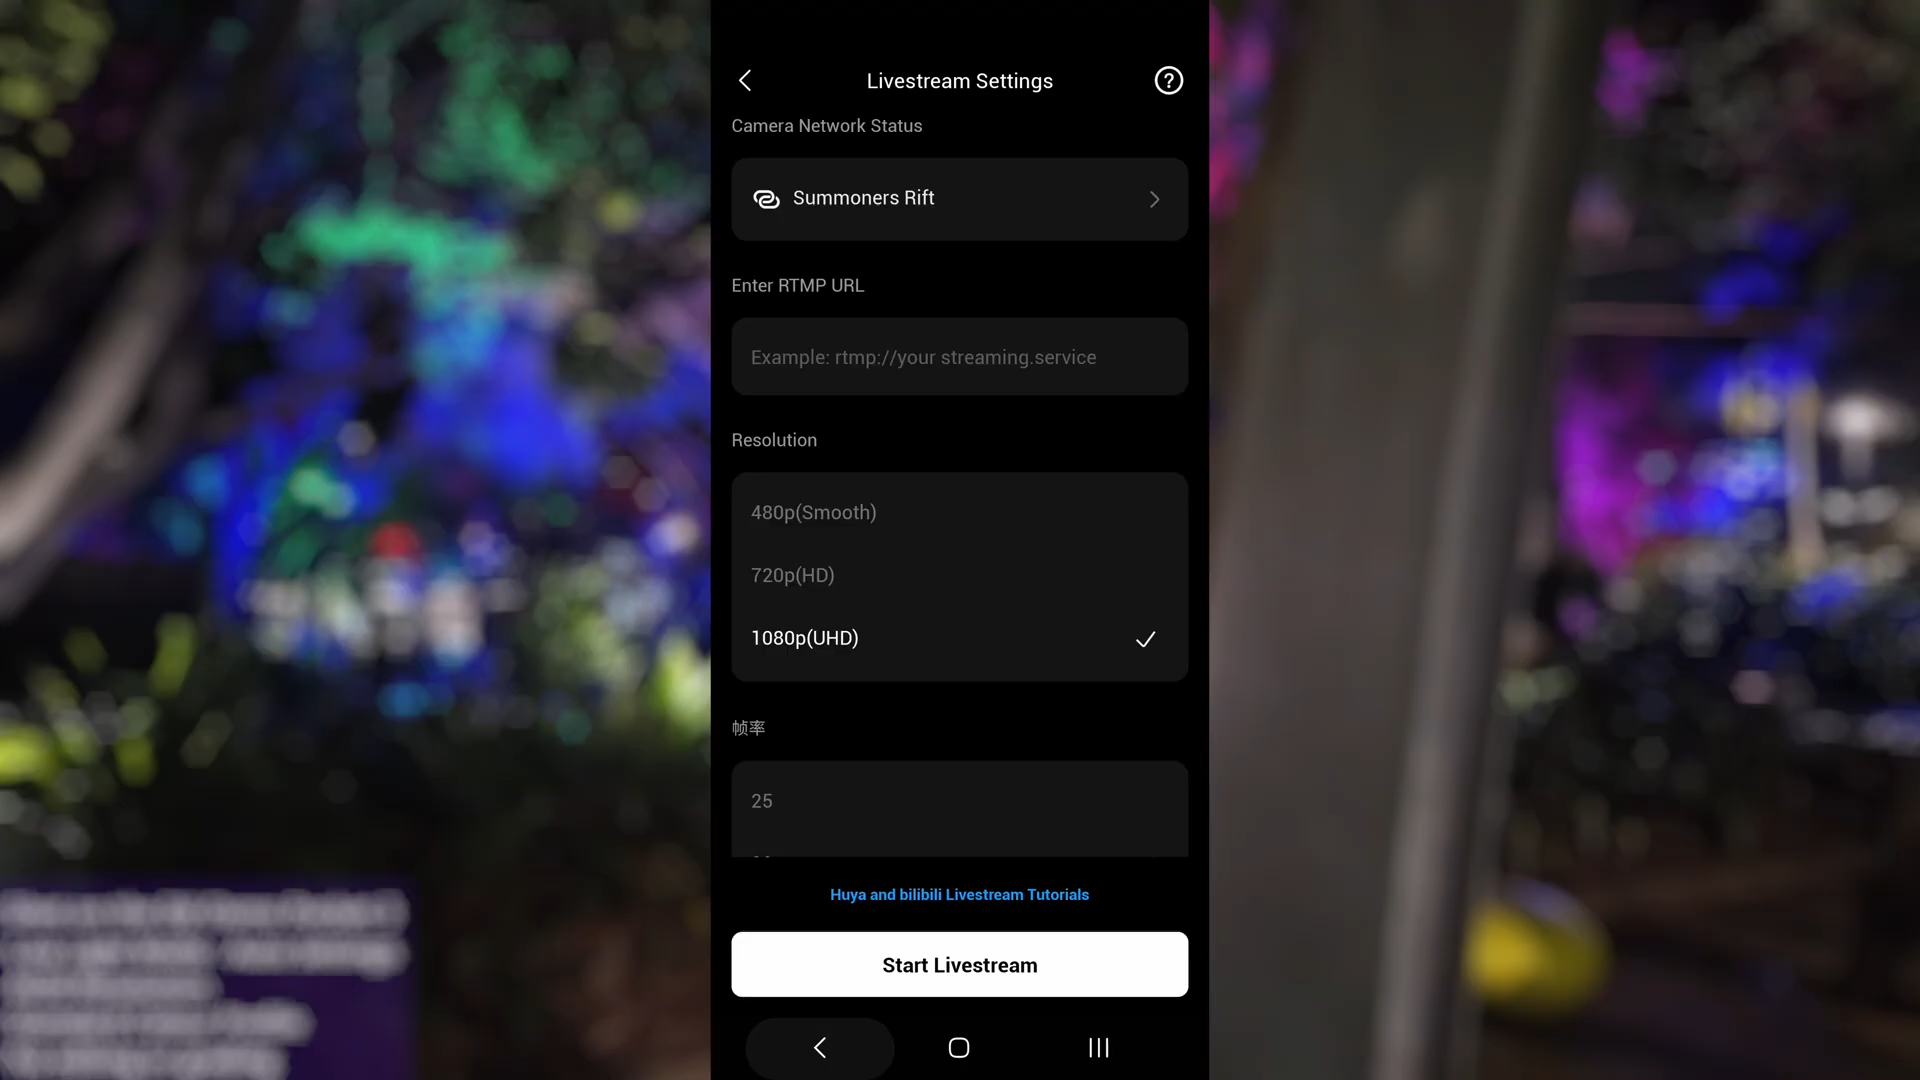 Livestream Settings
Camera Network Status
Summoners Rift
Enter RTMP URL
Example: rtmp://your streaming.service
Resolution
480p(Smooth)
720p(HD)
1080p(UHD)
帧率
25
Huya and bilibili Livestream Tutorials
Start Livestream